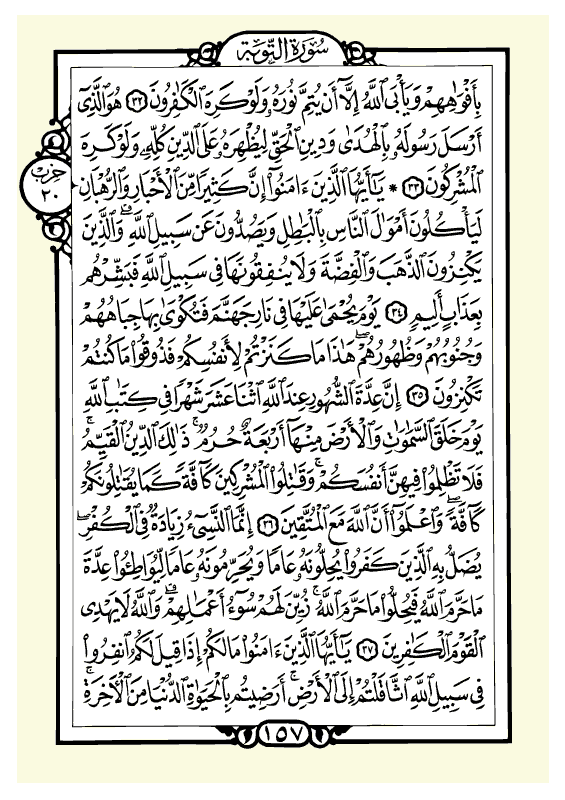 سُورَةُ التَّوْبَةِ
بِأَفْوَٰهِهِمْ وَيَأْبَى ٱللَّهُ إِلَّآ أَن يُتِمَّ نُورَهُۥ وَلَوْ كَرِهَ ٱلْكَٰفِرُونَ ٣٢ هُوَ ٱلَّذِىٓ
أَرْسَلَ رَسُولَهُۥ بِٱلْهُدَىٰ وَدِينِ ٱلْحَقِّ لِيُظْهِرَهُۥ عَلَى ٱلدِّينِ كُلِّهِۦ وَلَوْ كَرِهَ
ٱلْمُشْرِكُونَ ٣٣ * يَٰٓأَيُّهَا ٱلَّذِينَ ءَامَنُوٓا۟ إِنَّ كَثِيرًا مِّنَ ٱلْأَحْبَارِ وَٱلرُّهْبَانِ
حزب
٢٠
لَيَأْكُلُونَ أَمْوَٰلَ ٱلنَّاسِ بِٱلْبَٰطِلِ وَيَصُدُّونَ عَن سَبِيلِ ٱللَّهِ ۗ وَٱلَّذِينَ
يَكْنِزُونَ ٱلذَّهَبَ وَٱلْفِضَّةَ وَلَا يُنفِقُونَهَا فِى سَبِيلِ ٱللَّهِ فَبَشِّرْهُم
بِعَذَابٍ أَلِيمٍ ٣٤ يَوْمَ يُحْمَىٰ عَلَيْهَا فِى نَارِ جَهَنَّمَ فَتُكْوَىٰ بِهَا جِبَاهُهُمْ
وَجُنُوبُهُمْ وَظُهُورُهُمْ ۖ هَٰذَا مَا كَنَزْتُمْ لِأَنفُسِكُمْ فَذُوقُوا۟ مَا كُنتُمْ
تَكْنِزُونَ ٣٥ إِنَّ عِدَّةَ ٱلشُّهُورِ عِندَ ٱللَّهِ ٱثْنَا عَشَرَ شَهْرًا فِى كِتَٰبِ ٱللَّهِ
يَوْمَ خَلَقَ ٱلسَّمَٰوَٰتِ وَٱلْأَرْضَ مِنْهَآ أَرْبَعَةٌ حُرُمٌ ۚ ذَٰلِكَ ٱلدِّينُ ٱلْقَيِّمُ ۚ
فَلَا تَظْلِمُوا۟ فِيهِنَّ أَنفُسَكُمْ ۚ وَقَٰتِلُوا۟ ٱلْمُشْرِكِينَ كَآفَّةً كَمَا يُقَٰتِلُونَكُمْ
كَآفَّةً ۚ وَٱعْلَمُوٓا۟ أَنَّ ٱللَّهَ مَعَ ٱلْمُتَّقِينَ ٣٦ إِنَّمَا ٱلنَّسِىٓءُ زِيَادَةٌ فِى ٱلْكُفْرِ ۖ
يُضَلُّ بِهِ ٱلَّذِينَ كَفَرُوا۟ يُحِلُّونَهُۥ عَامًا وَيُحَرِّمُونَهُۥ عَامًا لِّيُوَاطِـُٔوا۟ عِدَّةَ
مَا حَرَّمَ ٱللَّهُ فَيُحِلُّوا۟ مَا حَرَّمَ ٱللَّهُ ۚ زُيِّنَ لَهُمْ سُوٓءُ أَعْمَٰلِهِمْ ۗ وَٱللَّهُ لَا يَهْدِى
ٱلْقَوْمَ ٱلْكَٰفِرِينَ ٣٧ يَٰٓأَيُّهَا ٱلَّذِينَ ءَامَنُوا۟ مَا لَكُمْ إِذَا قِيلَ لَكُمُ ٱنفِرُوا۟
فِى سَبِيلِ ٱللَّهِ ٱثَّاقَلْتُمْ إِلَى ٱلْأَرْضِ ۚ أَرَضِيتُم بِٱلْحَيَوٰةِ ٱلدُّنْيَا مِنَ ٱلْءَاخِرَةِ ۚ
١٥٧